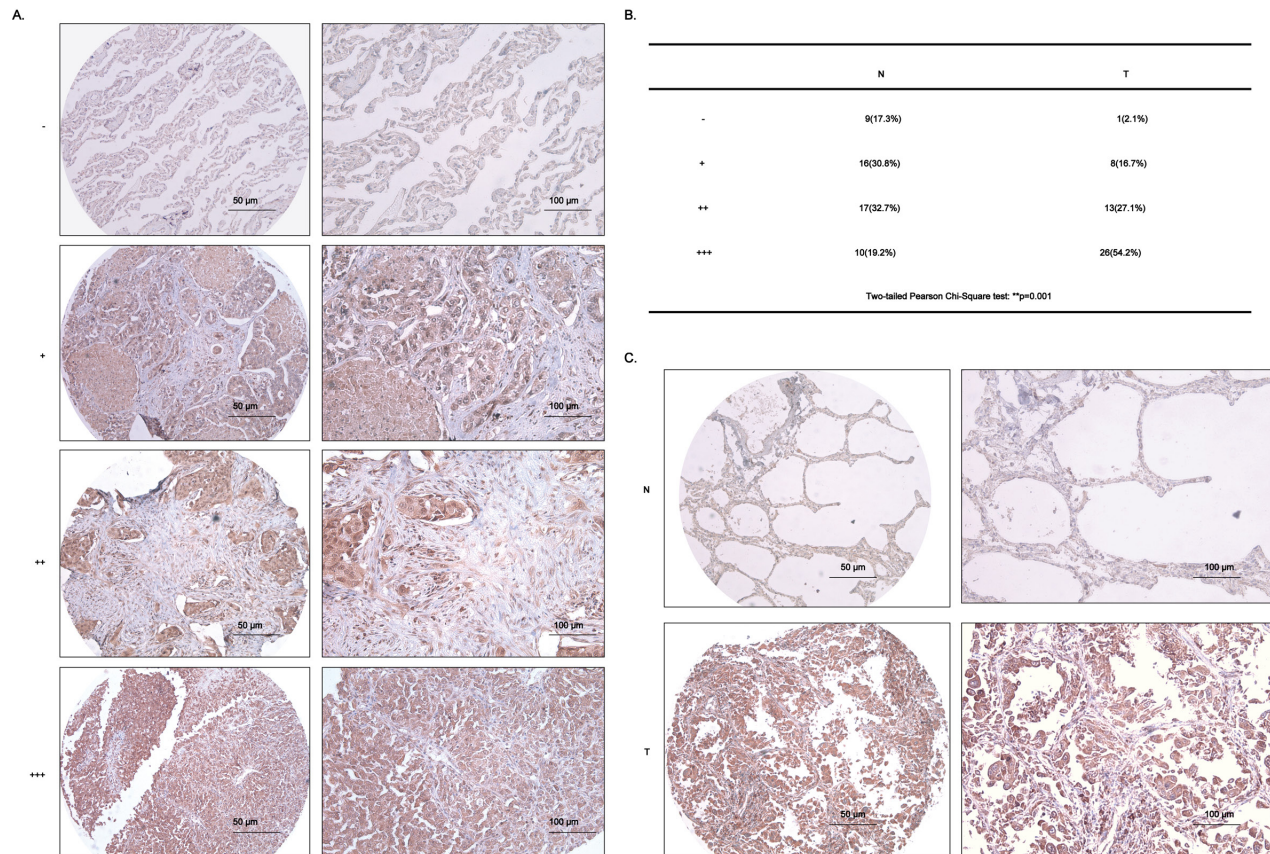 A.
-
50 µm
100 µm
+
50 µm
100 µm
++
50 µm
100 µm
+++
50 µm
100 µm
B.
N T
- 9(17.3%) 1(2.1%)
+ 16(30.8%) 8(16.7%)
++ 17(32.7%) 13(27.1%)
+++ 10(19.2%) 26(54.2%)
Two-tailed Pearson Chi-Square test: **p=0.001
C.
N
50 µm
100 µm
T
50 µm
100 µm